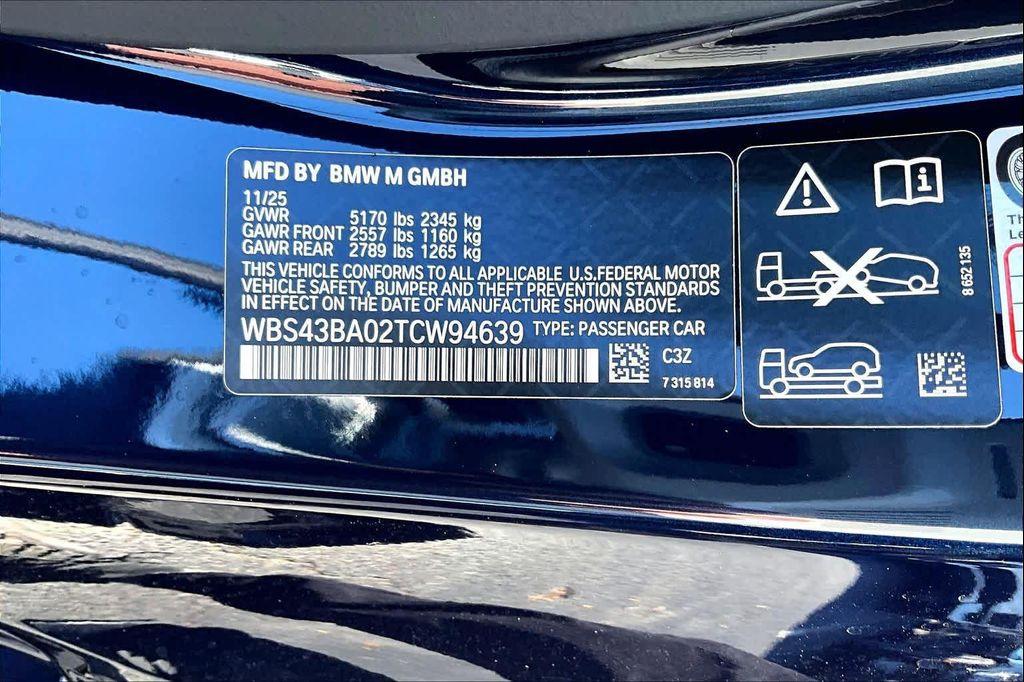 MFD BY BMW M GMBH
11/25
GVWR 5170 lbs 2345 kg
GAWR FRONT 2557 lbs 1160 kg
GAWR REAR 2789 lbs 1265 kg
THIS VEHICLE CONFORMS TO ALL APPLICABLE U.S.FEDERAL MOTOR
VEHICLE SAFETY, BUMPER AND THEFT PREVENTION STANDARDS
IN EFFECT ON THE DATE OF MANUFACTURE SHOWN ABOVE.
WBS43BA02TCW94639 TYPE: PASSENGER CAR
C3Z
7 315 814
8 652 135
Th
Le